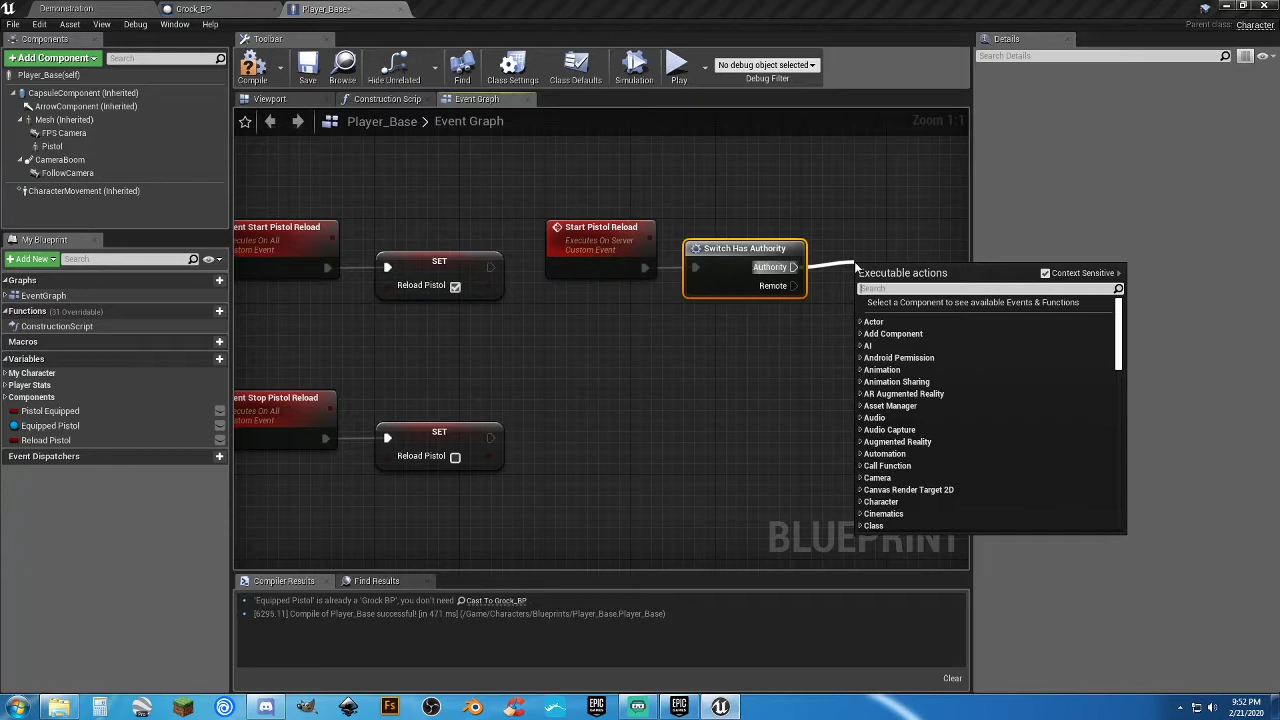 Demonstration
Grock_BP
Player_Base*
File
Edit
Asset
View
Debug
Window
Help
Parent class: Character
Components
Toolbar
Details
Add Component
Search
Search Details
Player_Base(self)
Compile
Save
Browse
Hide Unrelated
Find
Class Settings
Class Defaults
Simulation
Play
No debug object selected
Debug Filter
CapsuleComponent (Inherited)
ArrowComponent (Inherited)
Mesh (Inherited)
FPS Camera
Pistol
CameraBoom
FollowCamera
CharacterMovement (Inherited)
Viewport
Construction Scrip
Event Graph
Player_Base > Event Graph
Zoom 1:1
My Blueprint
Add New
Search
Graphs
EventGraph
Functions (31 Overridable)
ConstructionScript
Macros
Variables
My Character
Player Stats
Components
Pistol Equipped
Equipped Pistol
Reload Pistol
Event Dispatchers
ent Start Pistol Reload
ecutes On All
stom Event
SET
Reload Pistol
Start Pistol Reload
Executes On Server
Custom Event
Switch Has Authority
Authority
Remote
ent Stop Pistol Reload
ecutes On All
stom Event
SET
Reload Pistol
Executable actions
Context Sensitive
Search
Select a Component to see available Events & Functions
Actor
Add Component
AI
Android Permission
Animation
Animation Sharing
AR Augmented Reality
Asset Manager
Audio
Audio Capture
Augmented Reality
Automation
Call Function
Camera
Canvas Render Target 2D
Character
Cinematics
Class
BLUEPRINT
Compiler Results
Find Results
'Equipped Pistol' is already a 'Grock BP', you don't need Cast To Grock_BP
[6295.11] Compile of Player_Base successful! [in 471 ms] (/Game/Characters/Blueprints/Player_Base.Player_Base)
Clear
Fs
EPIC GAMES
EPIC GAMES
9:52 PM
2/21/2020